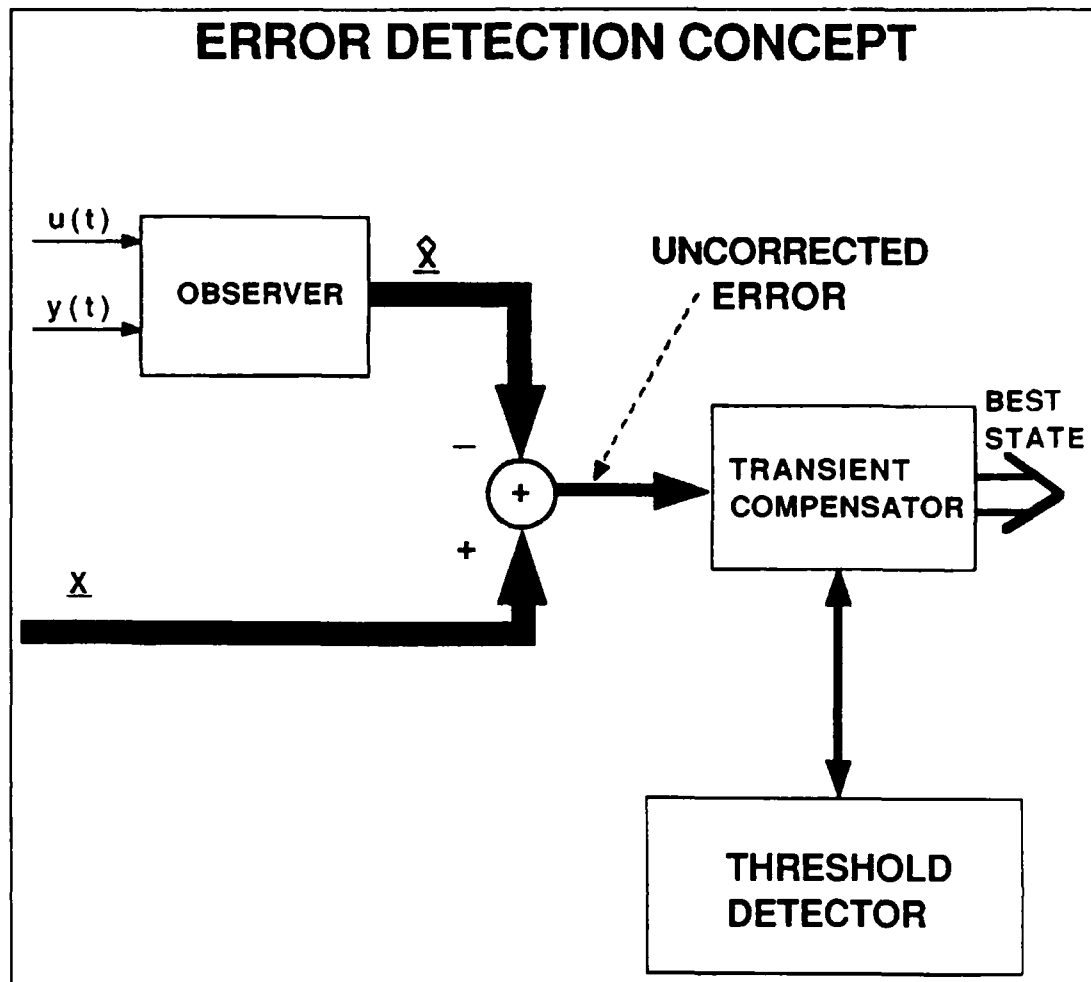 ERROR DETECTION CONCEPT
u(t)
y(t)
OBSERVER
X̂
UNCORRECTED
ERROR
BEST
STATE
−
+
TRANSIENT
COMPENSATOR
+
X
THRESHOLD
DETECTOR